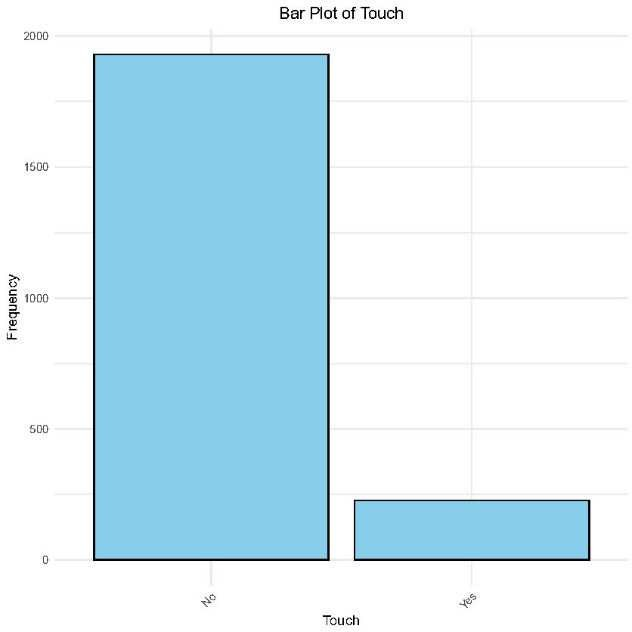 Bar Plot of Touch
2000
1500
1000
500
0
Frequency
No
Yes
Touch